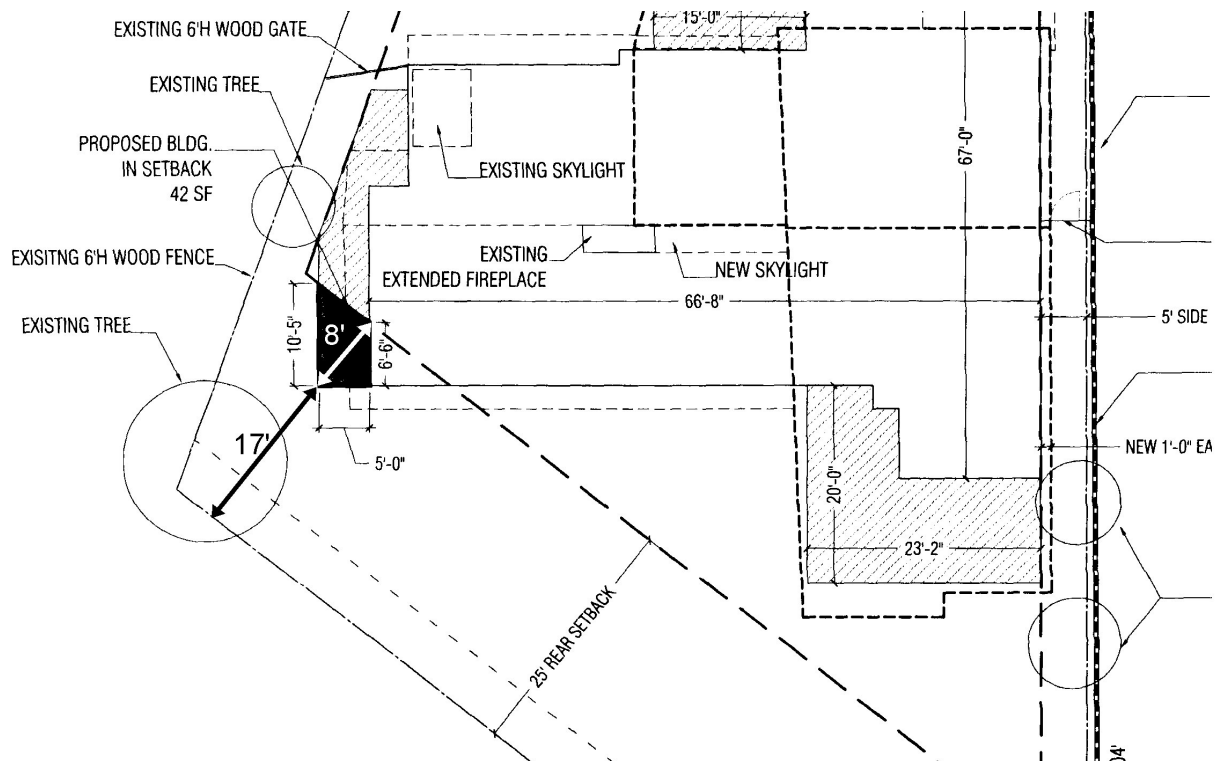 15'-0"
EXISTING 6'H WOOD GATE
EXISTING TREE
PROPOSED BLDG.
IN SETBACK
42 SF
EXISTING SKYLIGHT
67'-0"
EXISITNG 6'H WOOD FENCE
EXISTING
EXTENDED FIREPLACE
NEW SKYLIGHT
66'-8"
EXISTING TREE
10'-5"
8'
6'-6"
5' SIDE
17'
5'-0"
NEW 1'-0" EA
20'-0"
23'-2"
25' REAR SETBACK
04'